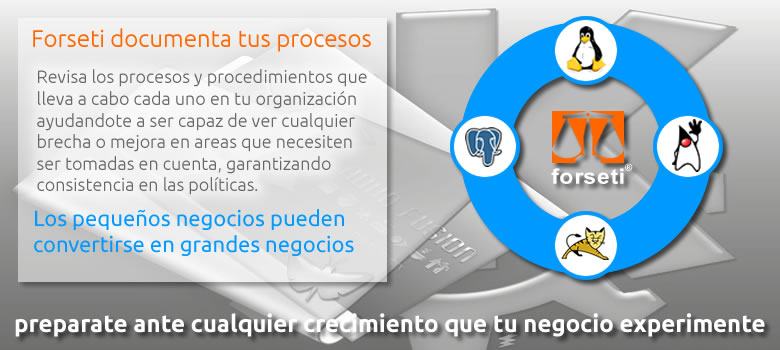 Forseti documenta tus procesos
Revisa los procesos y procedimientos que
lleva a cabo cada uno en tu organización
ayudandote a ser capaz de ver cualquier
brecha o mejora en areas que necesiten
ser tomadas en cuenta, garantizando
consistencia en las políticas.
Los pequeños negocios pueden
convertirse en grandes negocios
forseti®
preparate ante cualquier crecimiento que tu negocio experimente